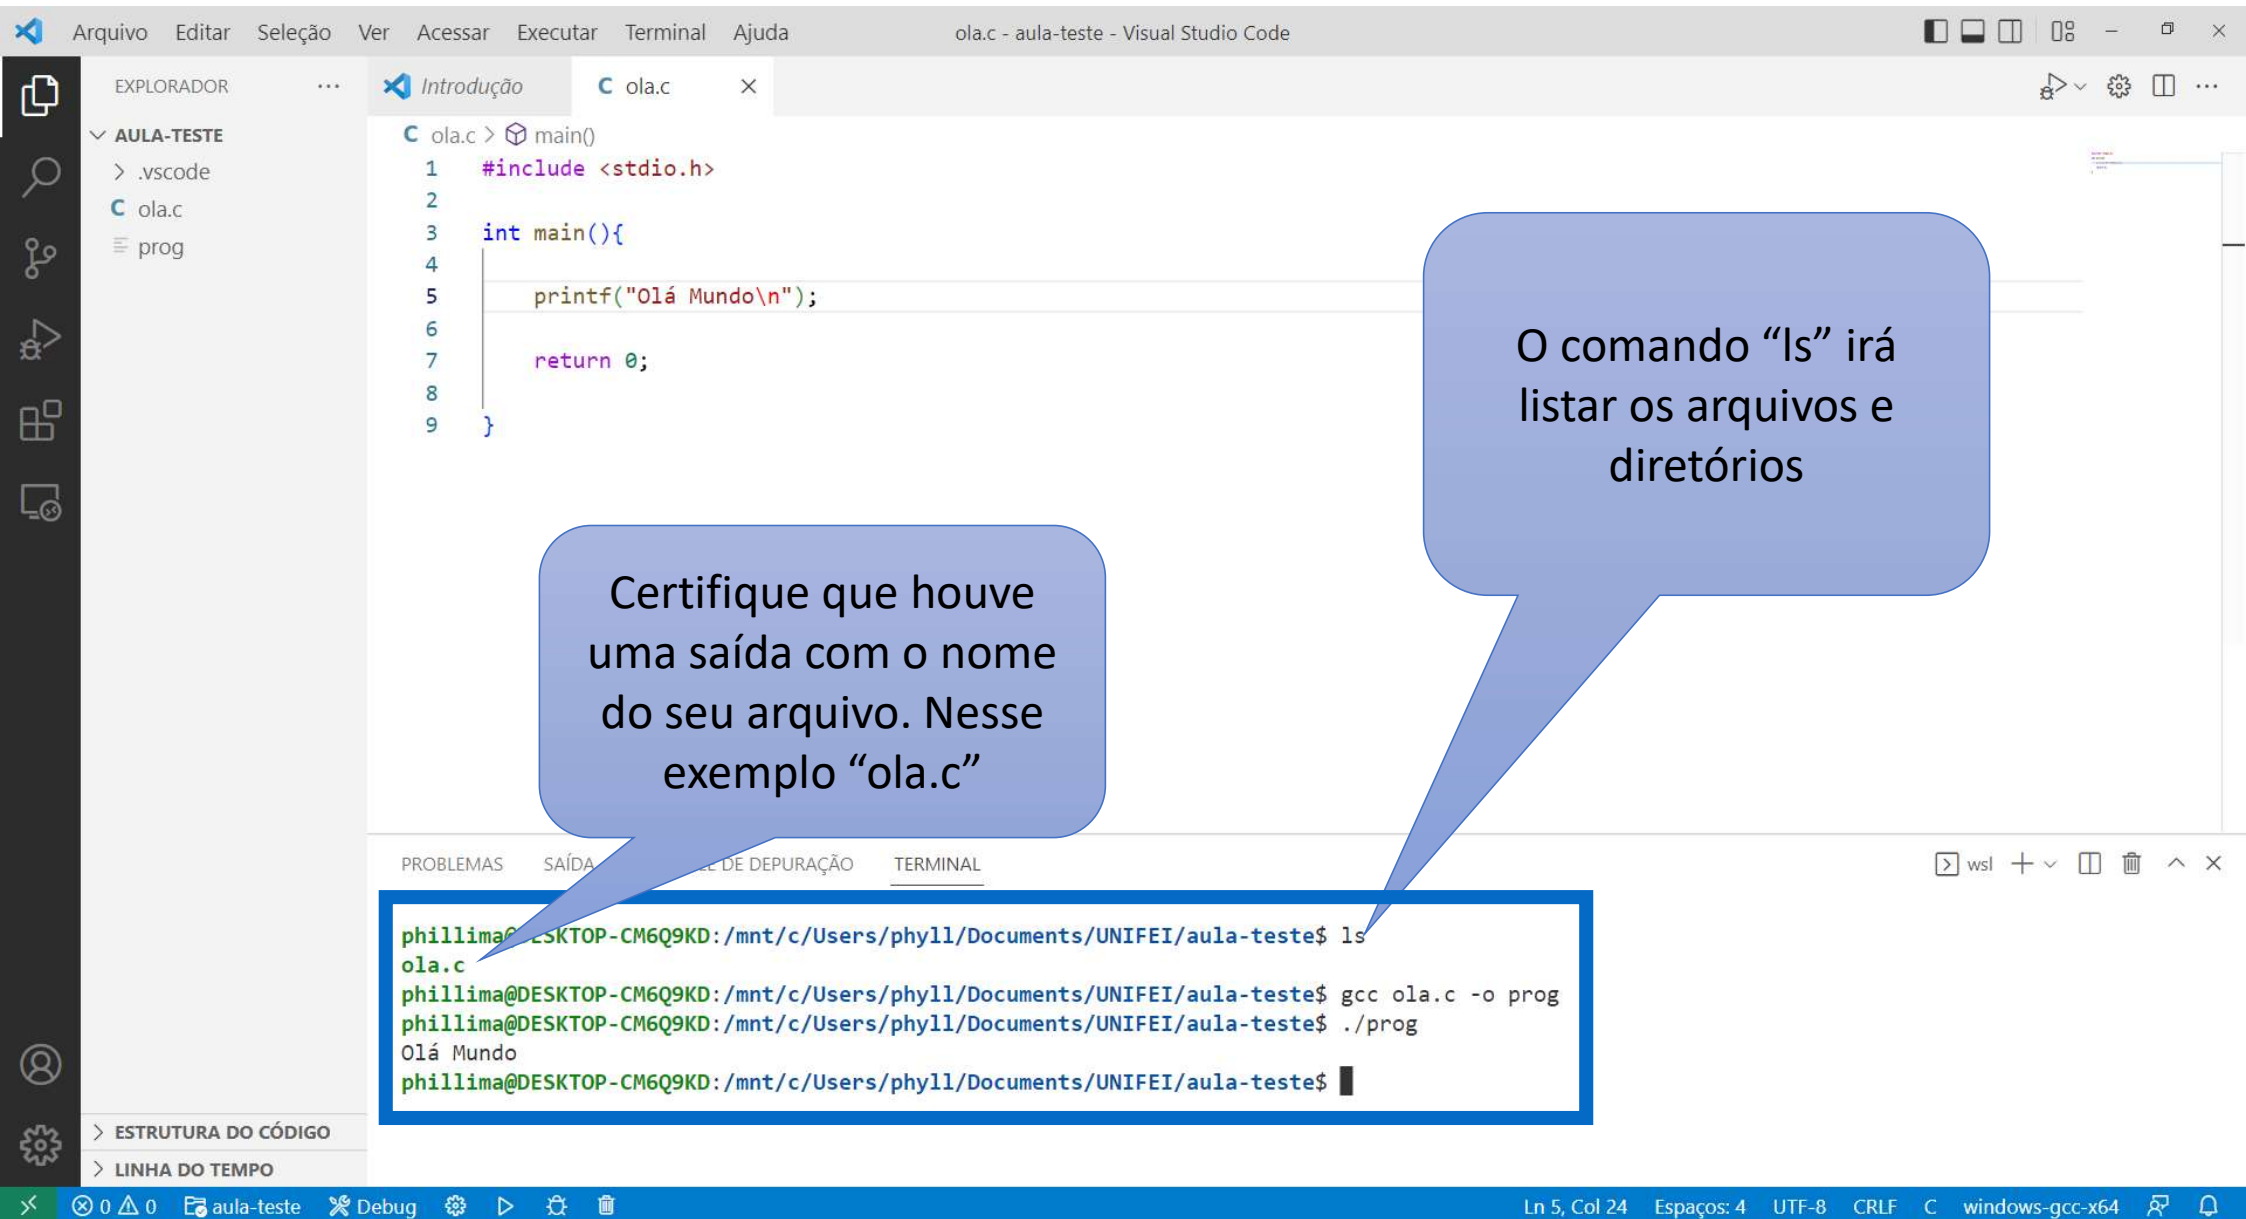 Arquivo Editar Seleção Ver Acessar Executar Terminal Ajuda ola.c - aula-teste - Visual Studio Code
EXPLORADOR ...
Introdução C ola.c
AULA-TESTE
.vscode
C ola.c
prog
C ola.c > main()
1 #include <stdio.h>
2
3 int main(){
4
5 printf("Olá Mundo\n");
6
7 return 0;
8
9 }
O comando “ls” irá
listar os arquivos e
diretórios
Certifique que houve
uma saída com o nome
do seu arquivo. Nesse
exemplo “ola.c”
PROBLEMAS SAÍDA DE DEPURAÇÃO TERMINAL wsl
phillima@DESKTOP-CM6Q9KD:/mnt/c/Users/phyll/Documents/UNIFEI/aula-teste$ ls
ola.c
phillima@DESKTOP-CM6Q9KD:/mnt/c/Users/phyll/Documents/UNIFEI/aula-teste$ gcc ola.c -o prog
phillima@DESKTOP-CM6Q9KD:/mnt/c/Users/phyll/Documents/UNIFEI/aula-teste$ ./prog
Olá Mundo
phillima@DESKTOP-CM6Q9KD:/mnt/c/Users/phyll/Documents/UNIFEI/aula-teste$
ESTRUTURA DO CÓDIGO
LINHA DO TEMPO
0 0 aula-teste Debug Ln 5, Col 24 Espaços: 4 UTF-8 CRLF C windows-gcc-x64